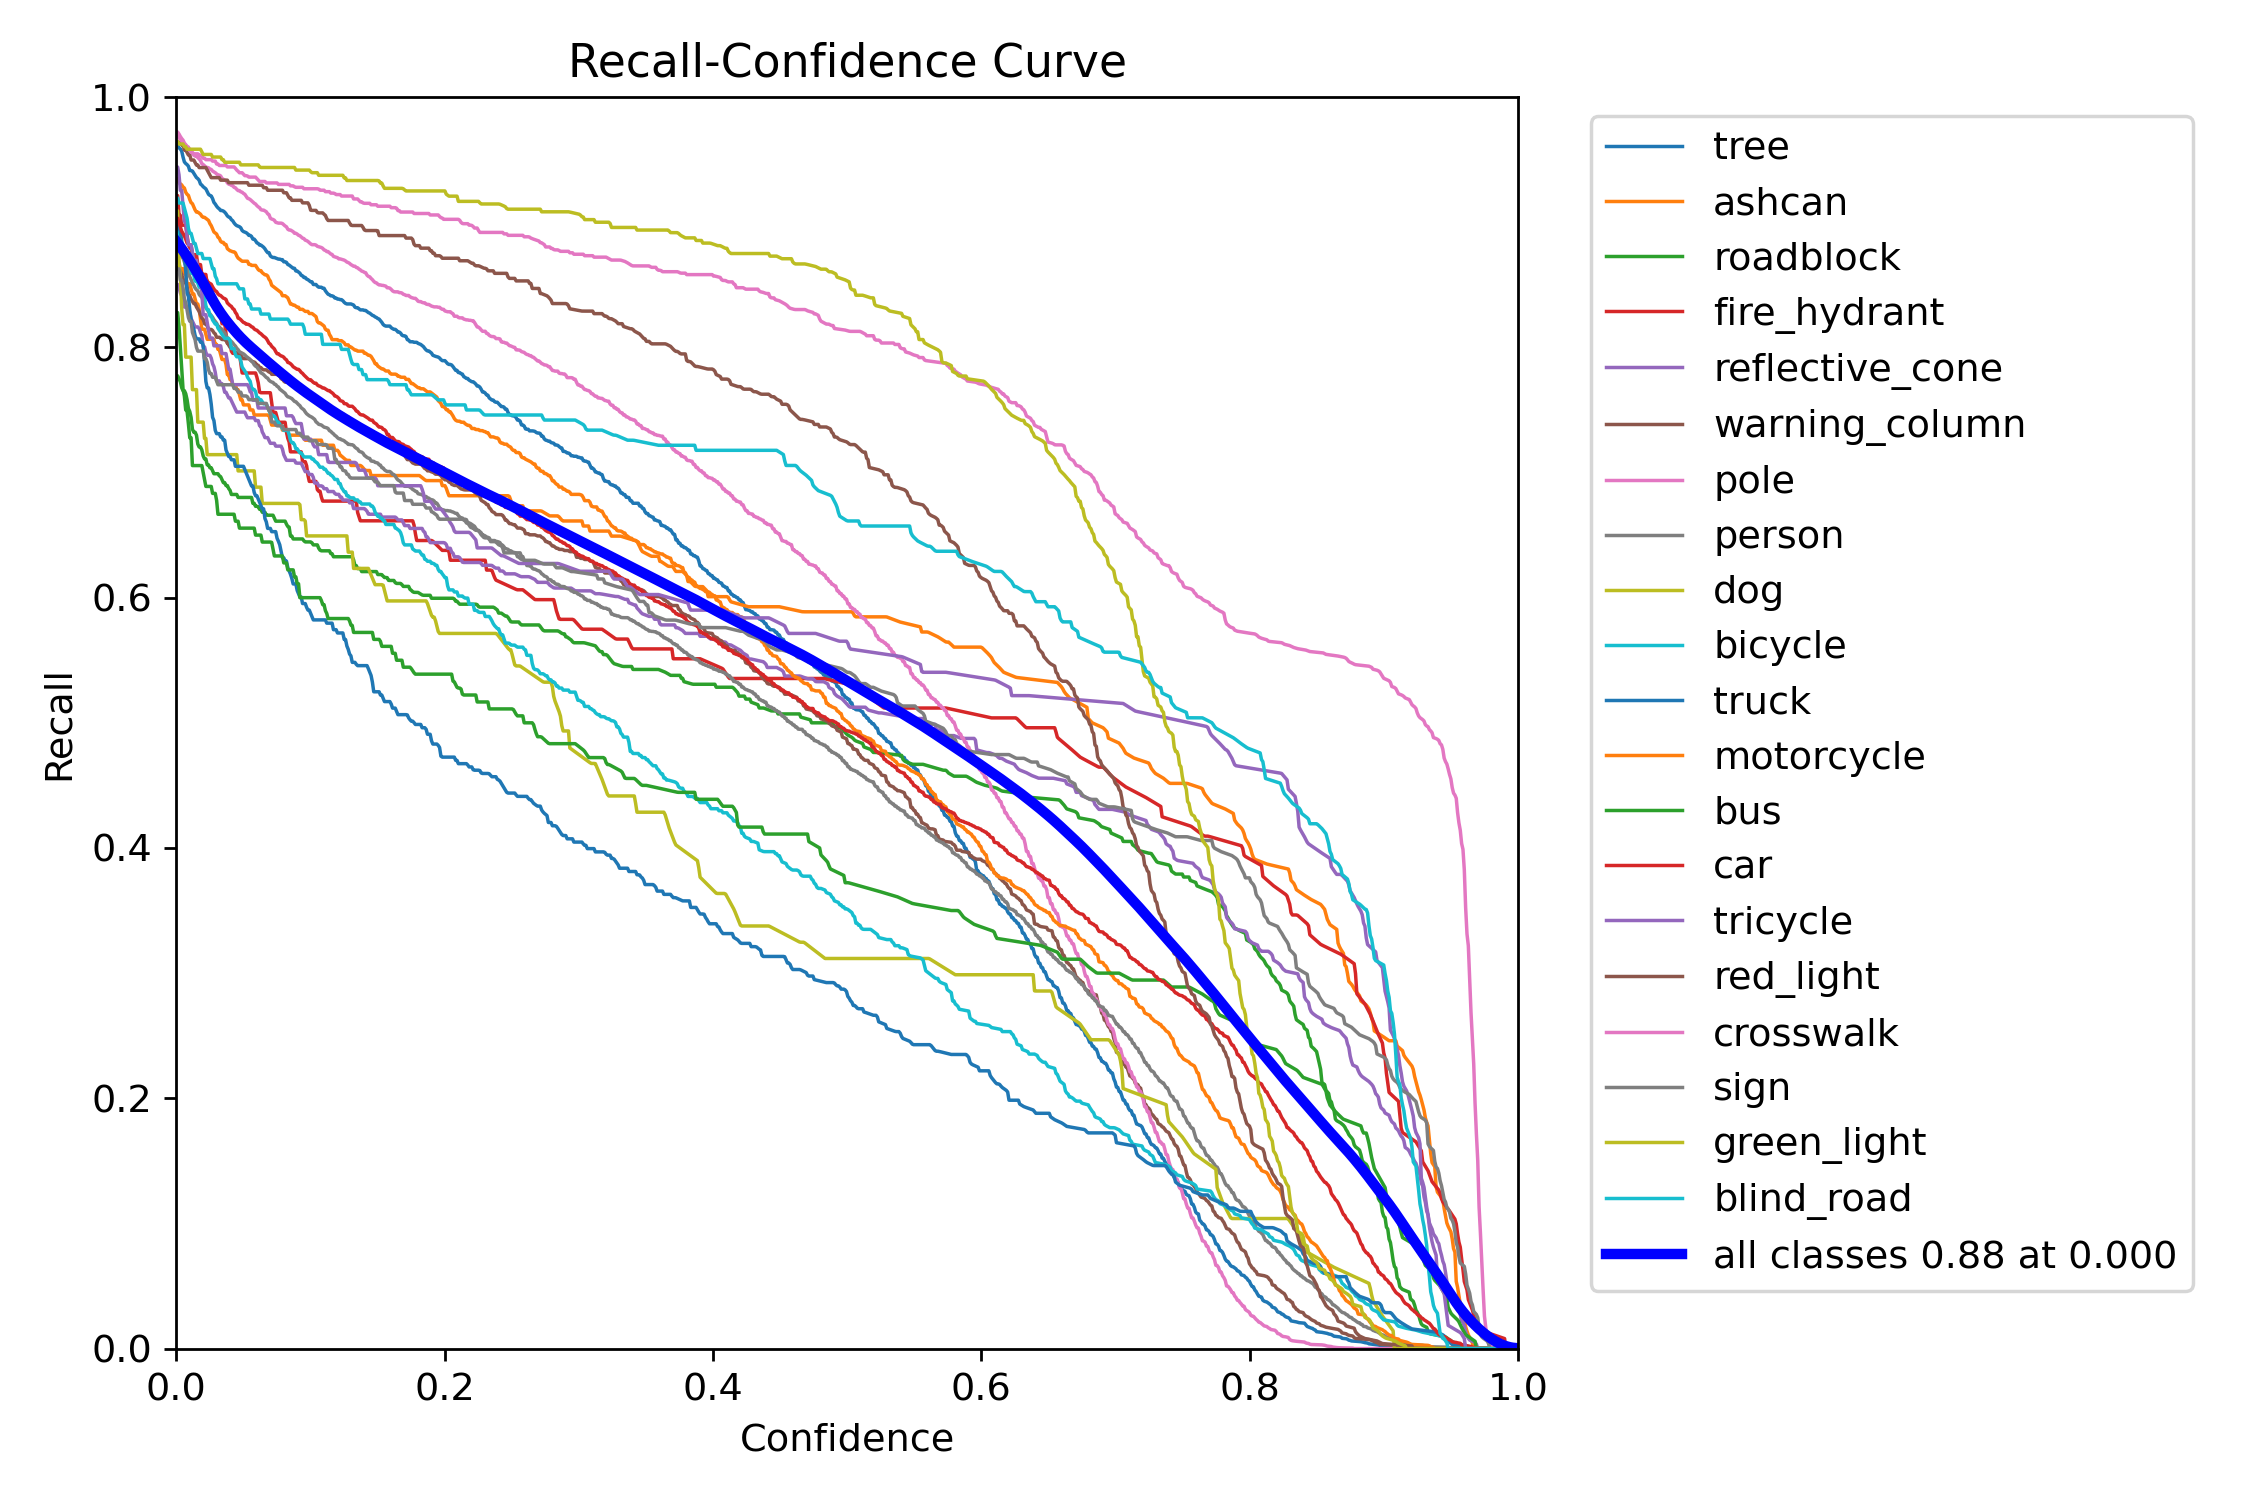 Recall-Confidence Curve
1.0
0.8
0.6
0.4
0.2
0.0
Recall
0.0 0.2 0.4 0.6 0.8 1.0
Confidence
tree
ashcan
roadblock
fire_hydrant
reflective_cone
warning_column
pole
person
dog
bicycle
truck
motorcycle
bus
car
tricycle
red_light
crosswalk
sign
green_light
blind_road
all classes 0.88 at 0.000